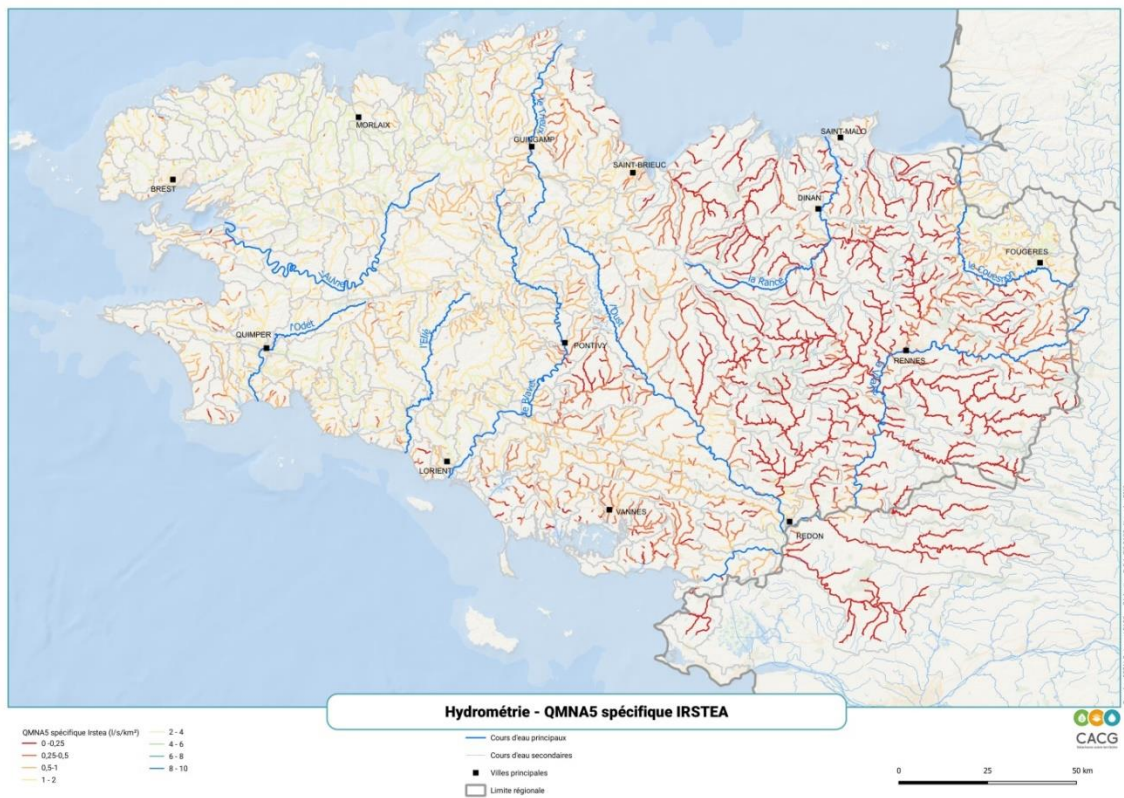 MORLAIX
le Trieux
GUINGAMP
SAINT-MALO
SAINT-BRIEUC
BREST
DINAN
FOUGERES
le Couesnon
la Rance
l'Aulne
l'Odet
QUIMPER
l'Ellé
l'Oust
PONTIVY
RENNES
la Vilaine
le Blavet
LORIENT
VANNES
REDON
Hydrométrie - QMNA5 spécifique IRSTEA
QMNA5 spécifique Irstea (l/s/km²)
0 -0,25
0,25-0,5
0,5-1
1 - 2
2 - 4
4 - 6
6 - 8
8 - 10
Cours d'eau principaux
Cours d'eau secondaires
Villes principales
Limite régionale
CACG
0 25 50 km